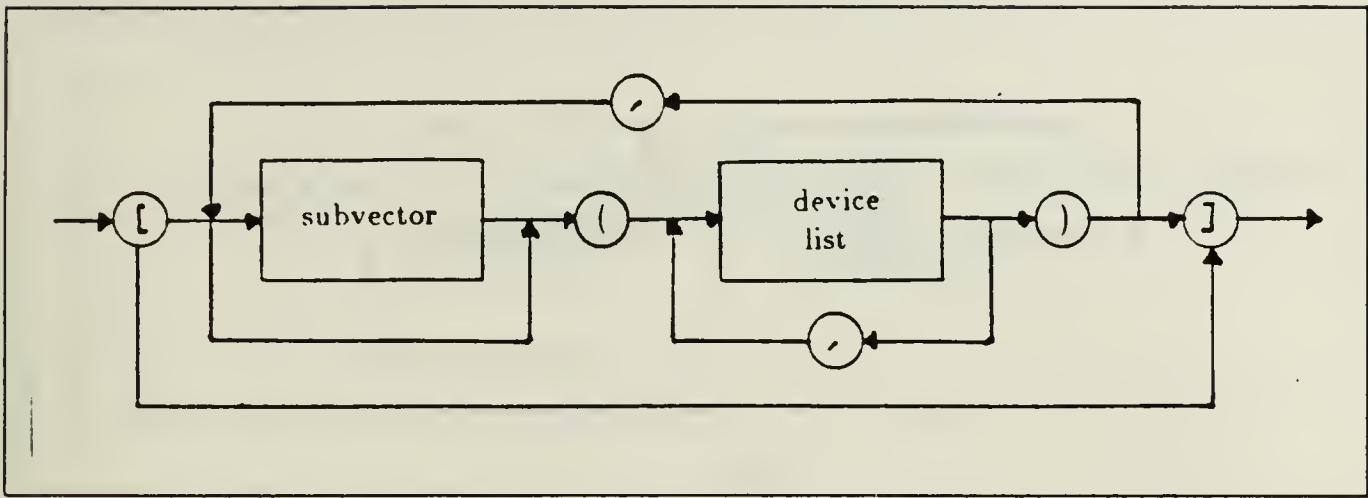 ,
[
subvector
(
device
list
)
]
,